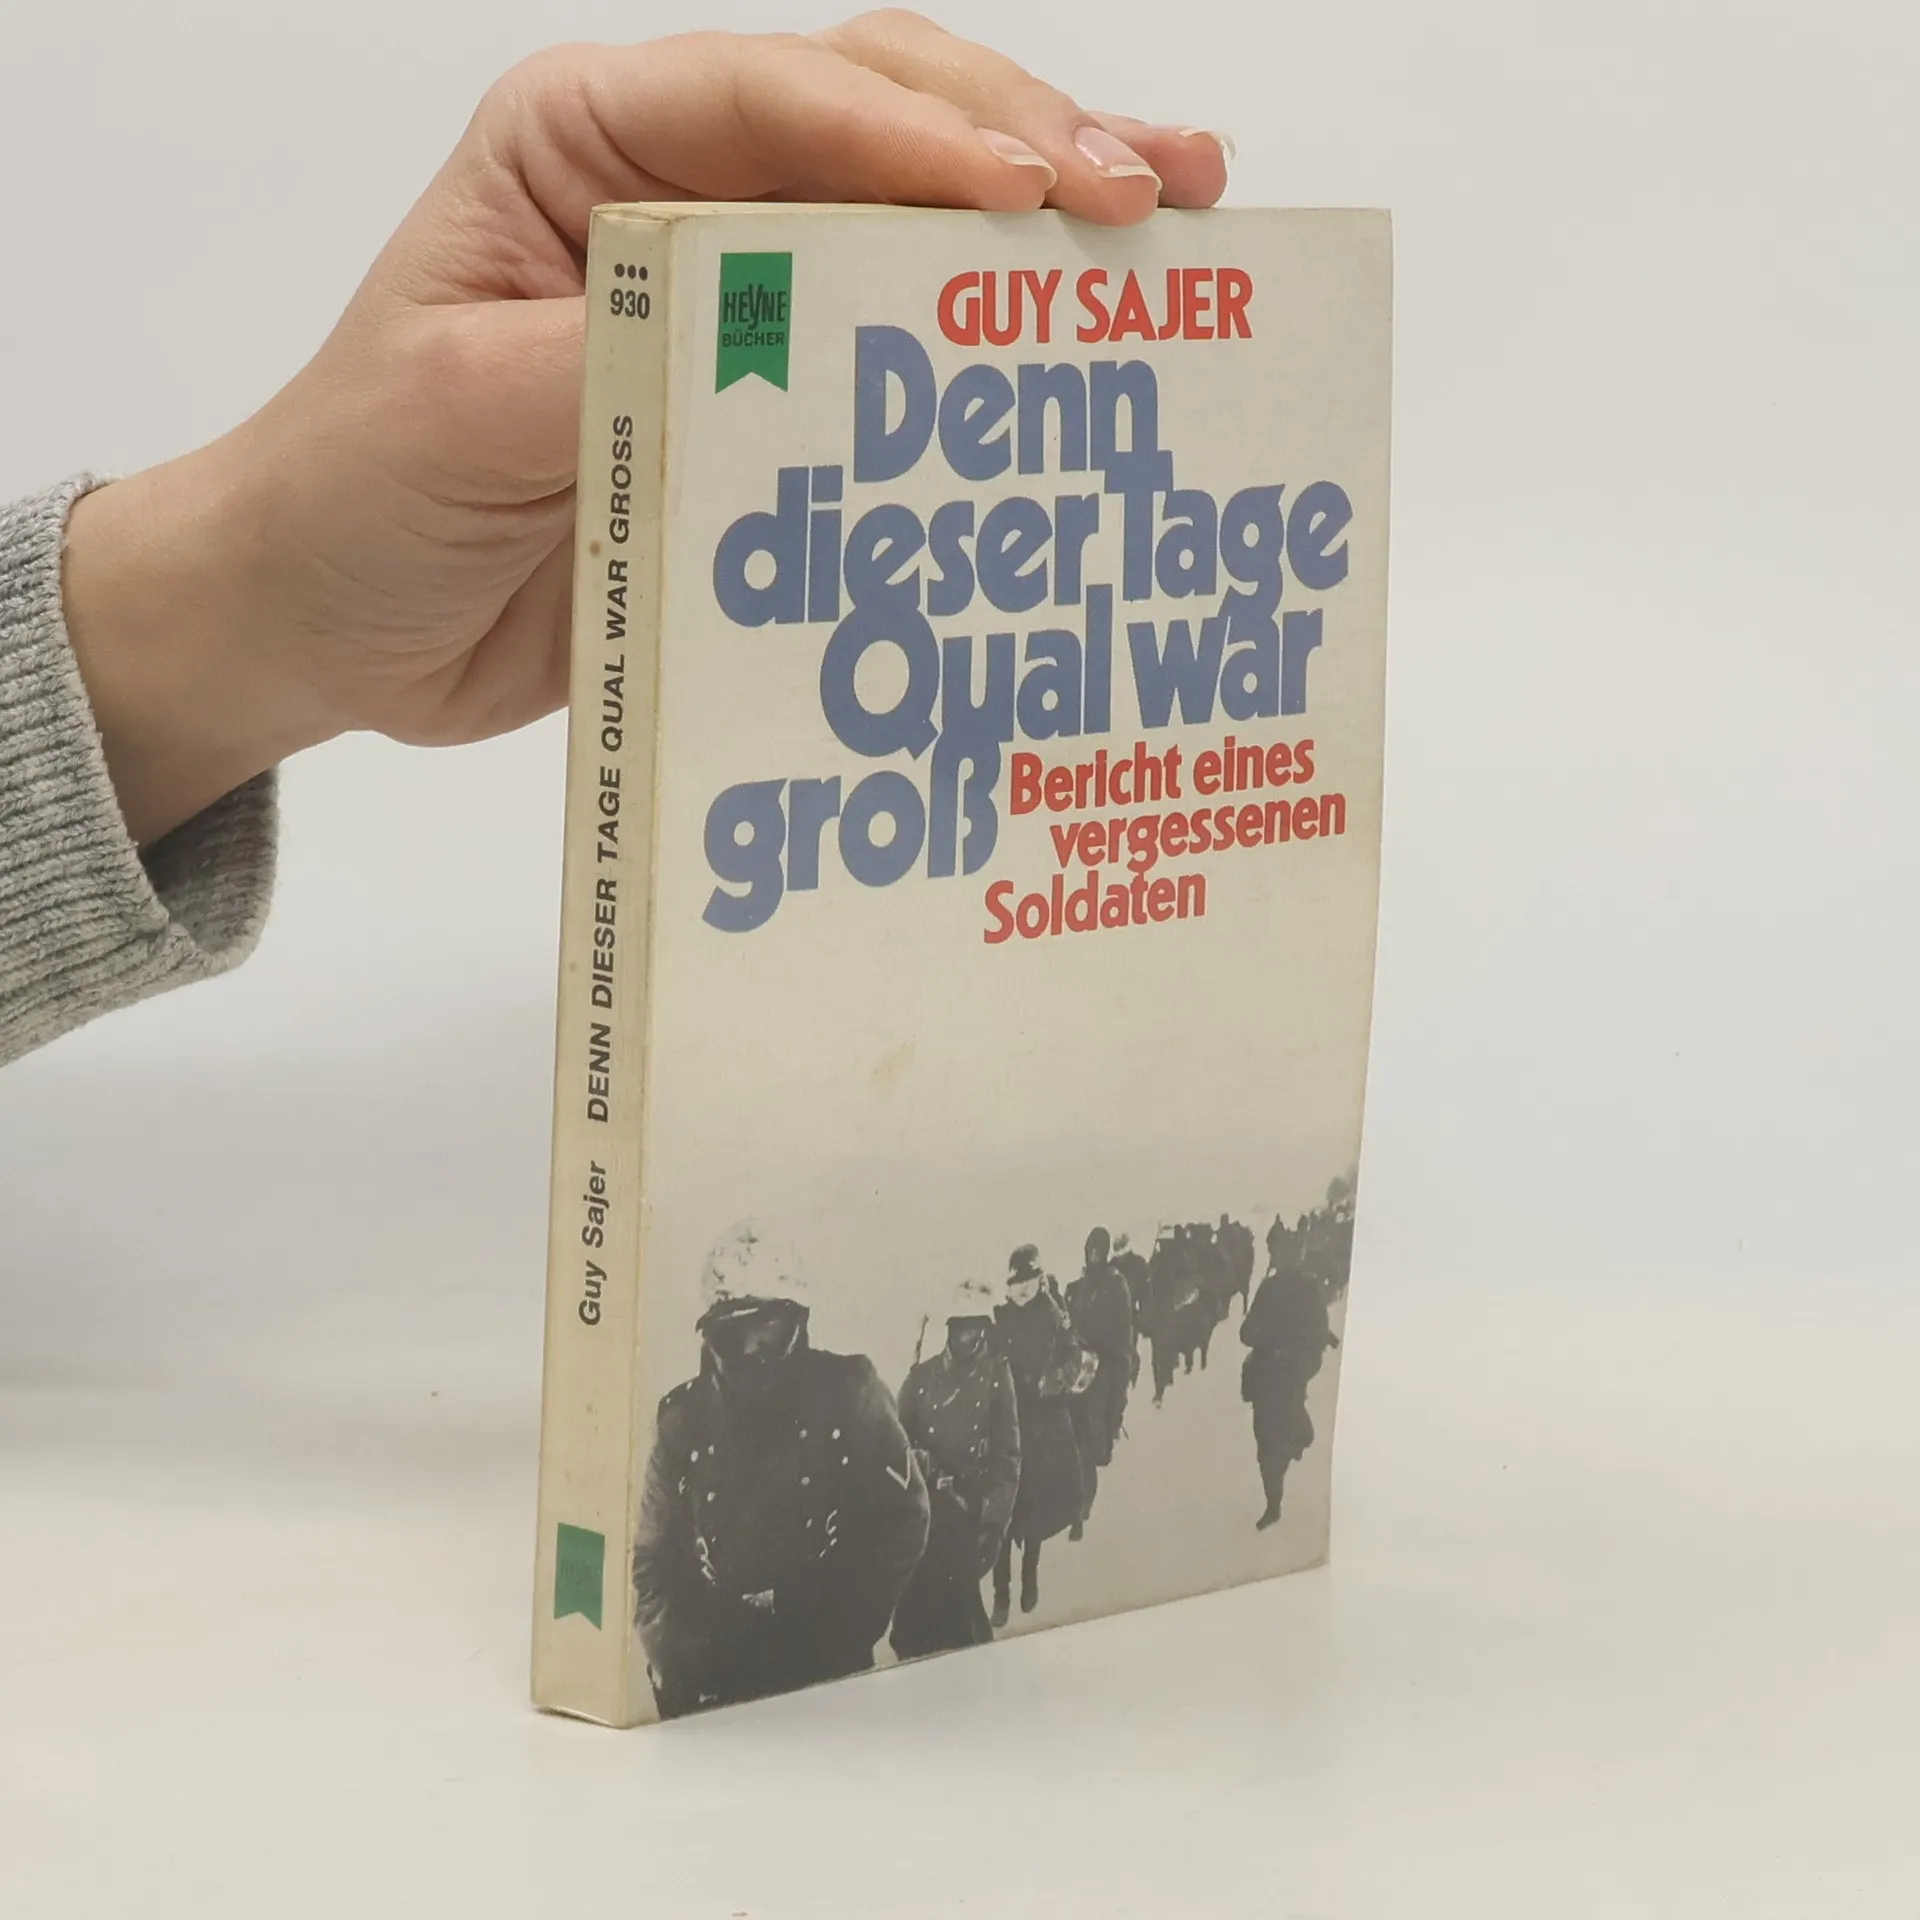 •••
930
Guy Sajer DENN DIESER TAGE QUAL WAR GROSS
HEYNE
BÜCHER
GUY SAJER
Denn
dieser Tage
Qual war
groß
Bericht eines
vergessenen
Soldaten
HEYNE